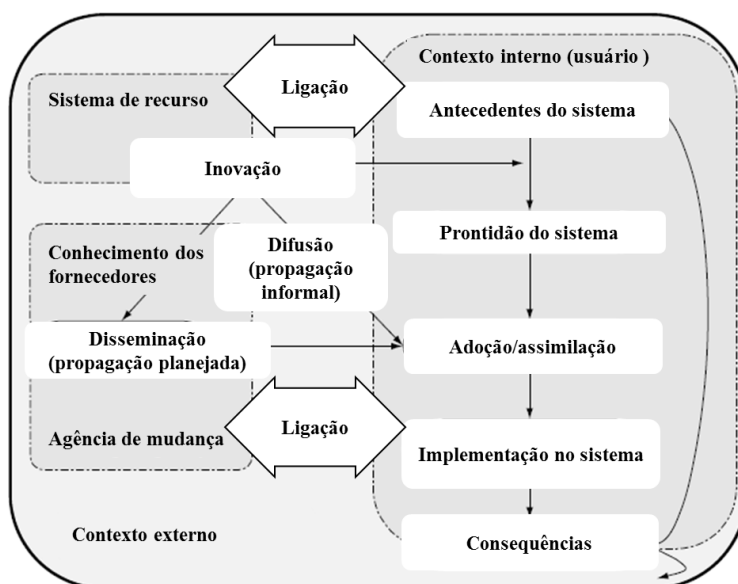 Contexto interno (usuário )
Sistema de recurso
Ligação
Antecedentes do sistema
Inovação
Prontidão do sistema
Conhecimento dos
fornecedores
Difusão
(propagação
informal)
Disseminação
(propagação planejada)
Adoção/assimilação
Agência de mudança
Ligação
Implementação no sistema
Contexto externo
Consequências